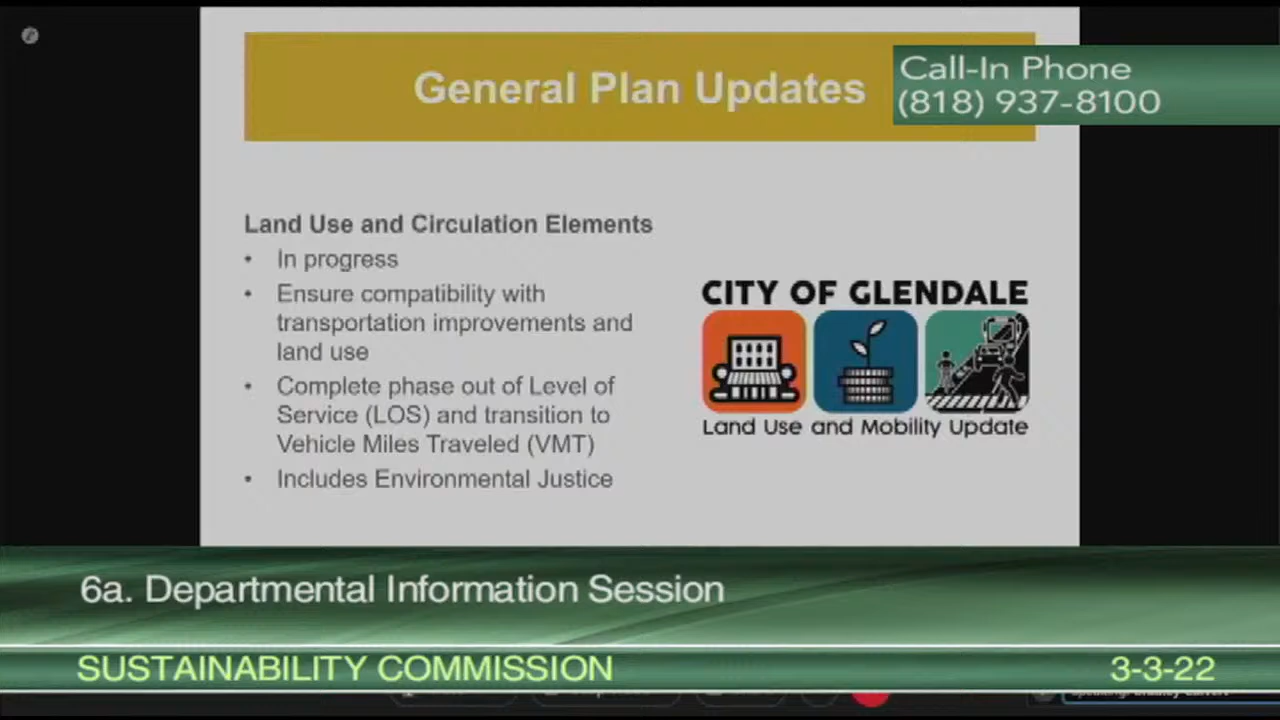 General Plan Updates
Call-In Phone
(818) 937-8100
Land Use and Circulation Elements
• In progress
• Ensure compatibility with
transportation improvements and
land use
• Complete phase out of Level of
Service (LOS) and transition to
Vehicle Miles Traveled (VMT)
• Includes Environmental Justice
CITY OF GLENDALE
Land Use and Mobility Update
6a. Departmental Information Session
SUSTAINABILITY COMMISSION
3-3-22